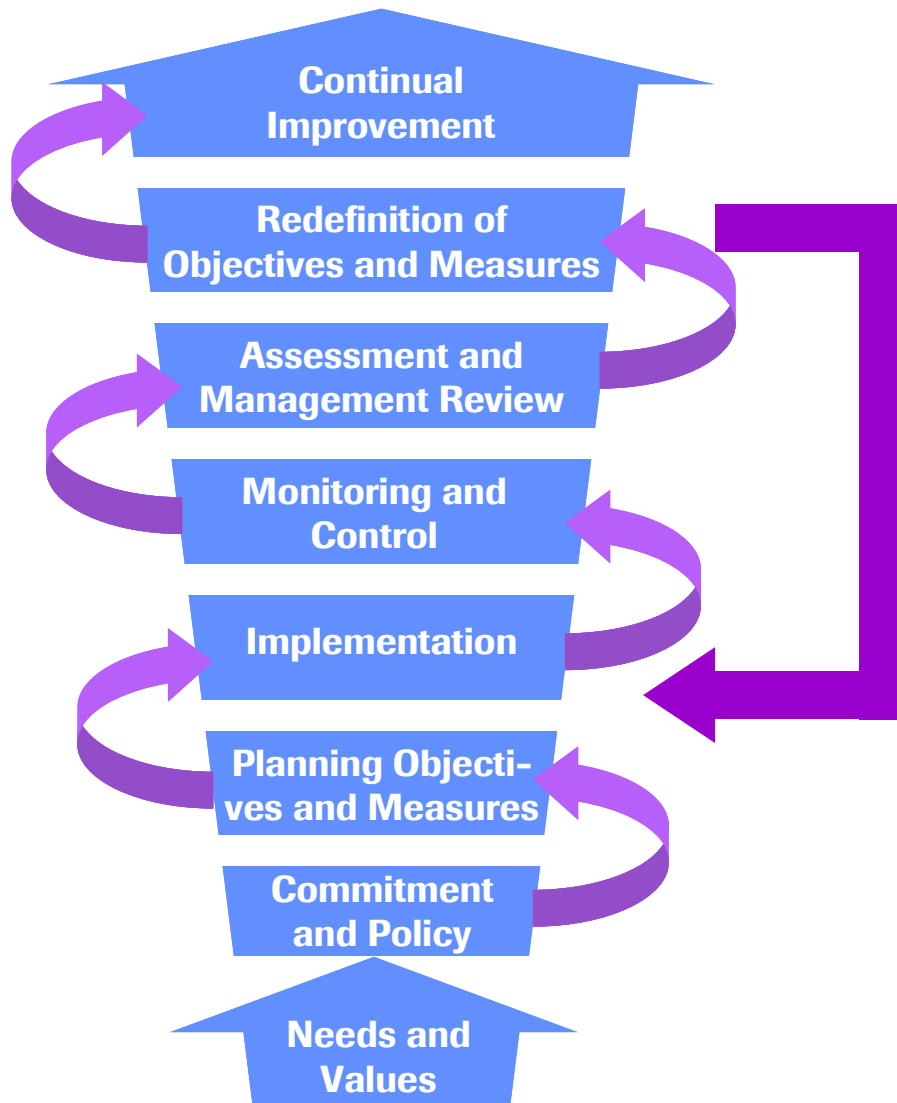 Continual
Improvement
Redefinition of
Objectives and Measures
Assessment and
Management Review
Monitoring and
Control
Implementation
Planning Objecti-
ves and Measures
Commitment
and Policy
Needs and
Values